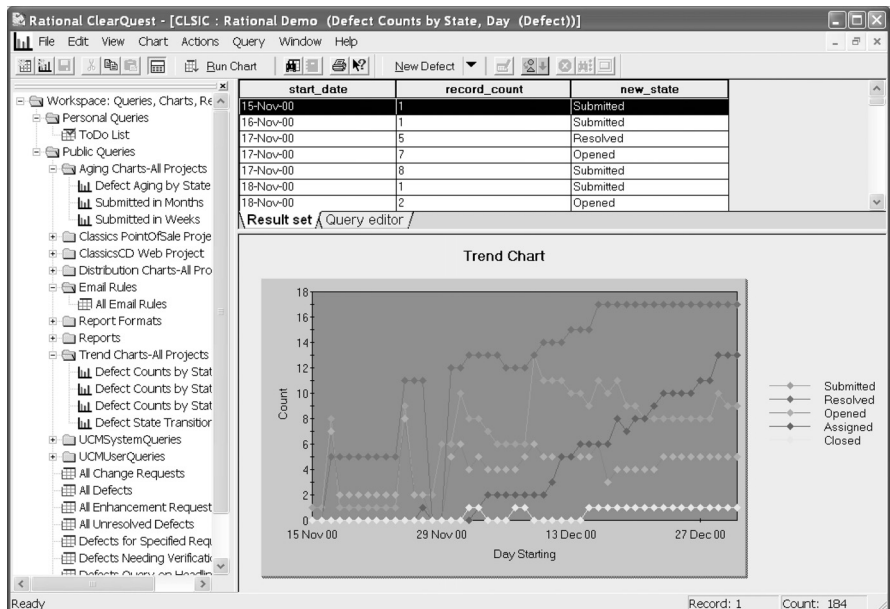 Rational ClearQuest - [CLSIC : Rational Demo (Defect Counts by State, Day (Defect))]
File Edit View Chart Actions Query Window Help
Run Chart New Defect
Workspace: Queries, Charts, Re
Personal Queries
ToDo List
Public Queries
Aging Charts-All Projects
Defect Aging by State
Submitted in Months
Submitted in Weeks
Classics PointOfSale Proje
ClassicsCD Web Project
Distribution Charts-All Pro
Email Rules
All Email Rules
Report Formats
Reports
Trend Charts-All Projects
Defect Counts by Stat
Defect Counts by Stat
Defect Counts by Stat
Defect State Transition
UCMSystemQueries
UCMUserQueries
All Change Requests
All Defects
All Enhancement Request
All Unresolved Defects
Defects for Specified Requ
Defects Needing Verificatio
Defects Query on Headlin
start_date record_count new_state
15-Nov-00 1 Submitted
16-Nov-00 1 Submitted
17-Nov-00 5 Resolved
17-Nov-00 7 Opened
17-Nov-00 8 Submitted
18-Nov-00 1 Submitted
18-Nov-00 2 Opened
Result set Query editor
Trend Chart
18
16
14
12
10
8
6
4
2
0
Count
15 Nov 00 29 Nov 00 13 Dec 00 27 Dec 00
Day Starting
Submitted
Resolved
Opened
Assigned
Closed
Ready Record: 1 Count: 184